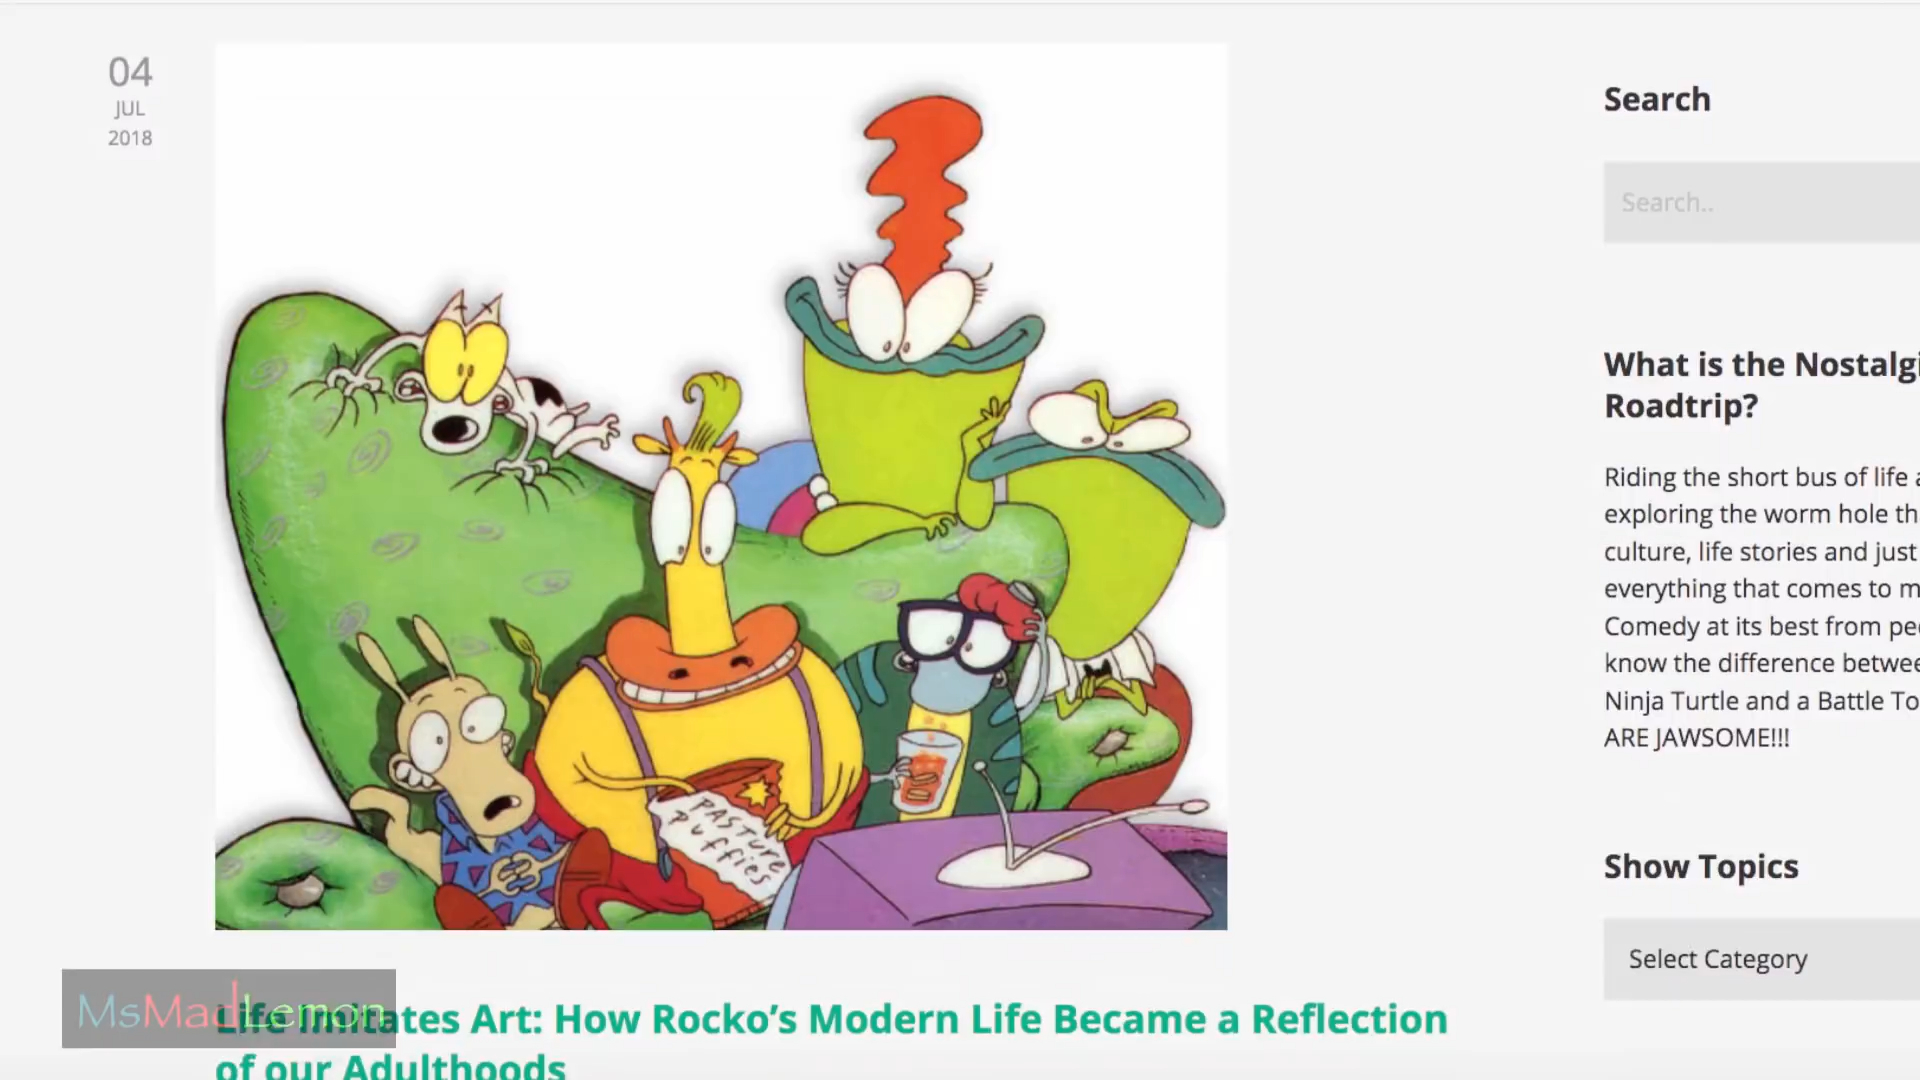 04
JUL
2018
PASTURE
PUFFIES
Life Imitates Art: How Rocko's Modern Life Became a Reflection
of our Adulthoods
MsMadLemon
Search
Search..
What is the Nostalgi
Roadtrip?
Riding the short bus of life a
exploring the worm hole th
culture, life stories and just
everything that comes to m
Comedy at its best from pe
know the difference betwee
Ninja Turtle and a Battle To
ARE JAWSOME!!!
Show Topics
Select Category